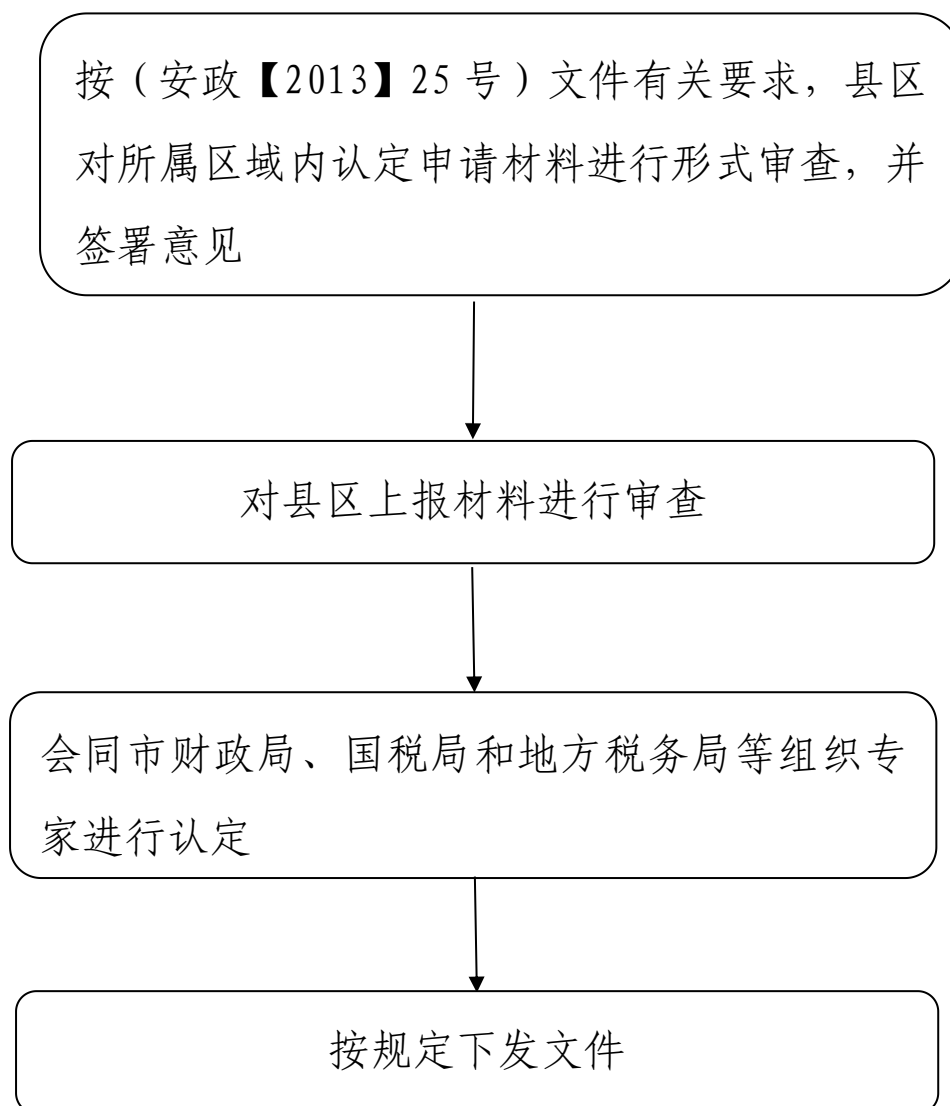 按（安政【2013】25 号）文件有关要求，县区
对所属区域内认定申请材料进行形式审查，并
签署意见
对县区上报材料进行审查
会同市财政局、国税局和地方税务局等组织专
家进行认定
按规定下发文件